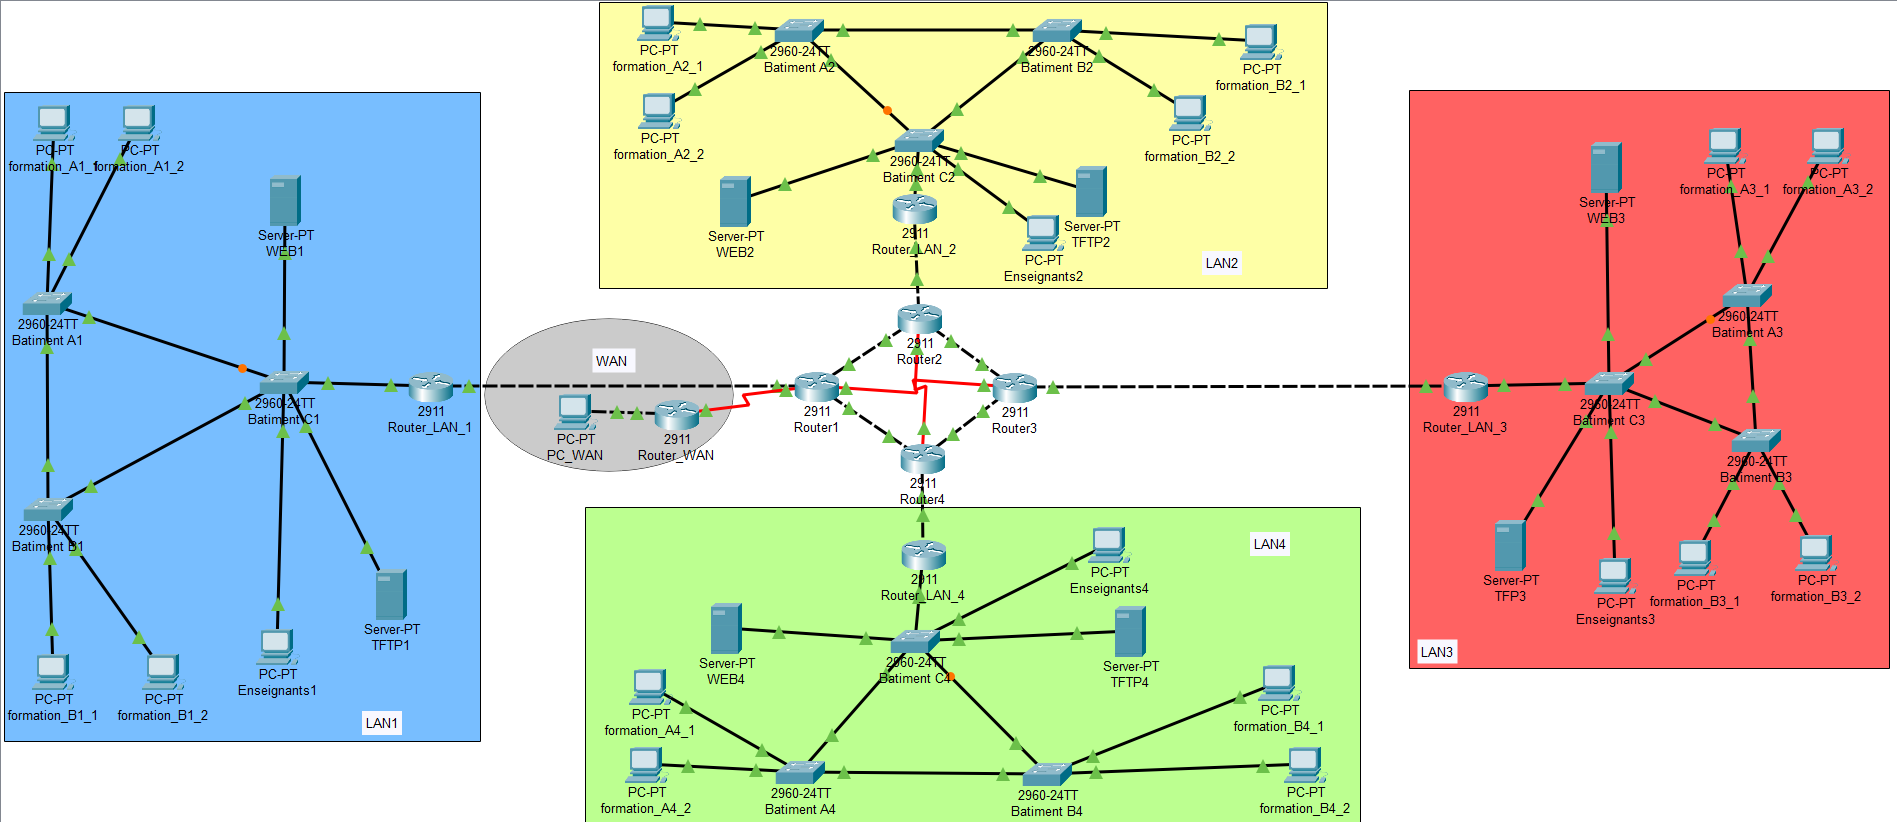 PC-PT
formation_A2_1
2960-24TT
Batiment A2
2960-24TT
Batiment B2
PC-PT
formation_B2_1
PC-PT
formation_A2_2
PC-PT
formation_B2_2
2960-24TT
Batiment C2
Server-PT
WEB2
2911
Router_LAN_2
Server-PT
TFTP2
PC-PT
Enseignants2
LAN2
PC-PT
formation_A1_1
PC-PT
formation_A1_2
Server-PT
WEB1
2960-24TT
Batiment A1
2960-24TT
Batiment C1
2911
Router_LAN_1
2960-24TT
Batiment B1
Server-PT
TFTP1
PC-PT
Enseignants1
PC-PT
formation_B1_1
PC-PT
formation_B1_2
LAN1
WAN
PC-PT
PC_WAN
2911
Router_WAN
2911
Router1
2911
Router2
2911
Router3
2911
Router4
Server-PT
WEB3
PC-PT
formation_A3_1
PC-PT
formation_A3_2
2960-24TT
Batiment A3
2911
Router_LAN_3
2960-24TT
Batiment C3
2960-24TT
Batiment B3
Server-PT
TFP3
PC-PT
Enseignants3
PC-PT
formation_B3_1
PC-PT
formation_B3_2
LAN3
2911
Router_LAN_4
PC-PT
Enseignants4
LAN4
Server-PT
WEB4
2960-24TT
Batiment C4
Server-PT
TFTP4
PC-PT
formation_A4_1
PC-PT
formation_B4_1
PC-PT
formation_A4_2
2960-24TT
Batiment A4
2960-24TT
Batiment B4
PC-PT
formation_B4_2